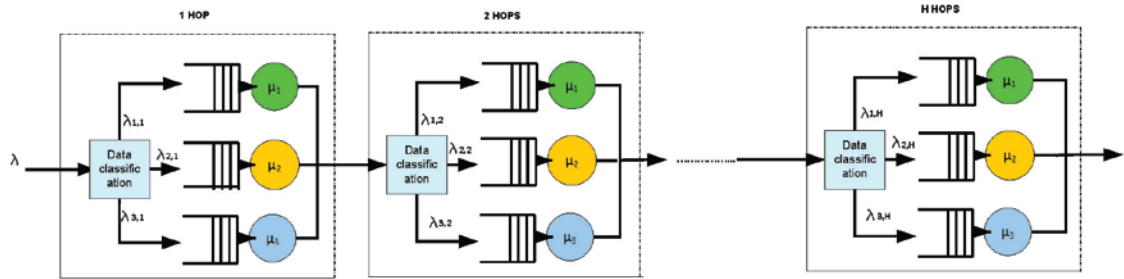 1 HOP
2 HOPS
H HOPS
λ
Data
classific
ation
λ1,1
λ2,1
λ3,1
μ1
μ2
μ3
Data
classific
ation
λ1,2
λ2,2
λ3,2
μ1
μ2
μ3
Data
classific
ation
λ1,H
λ2,H
λ3,H
μ1
μ2
μ3